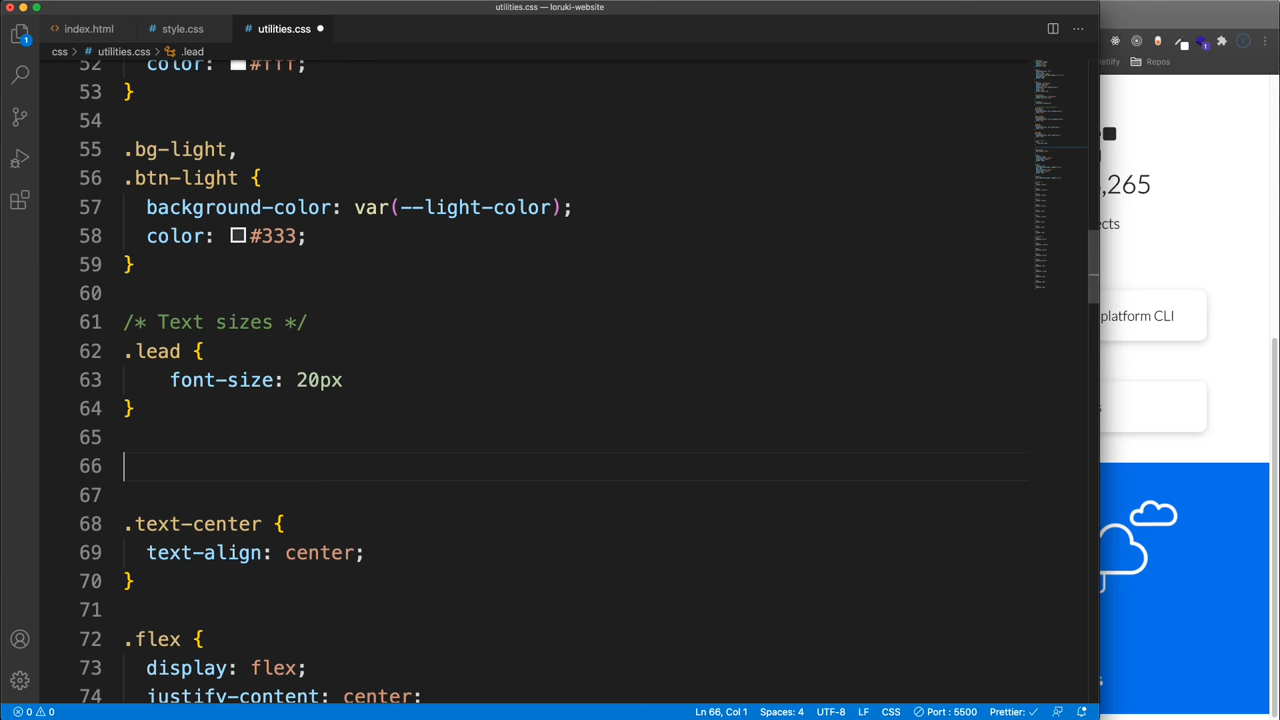 utilities.css — loruki-website
index.html
style.css
utilities.css
css > utilities.css > .lead
Repos
52 color: #fff;
53 }
54
55 .bg-light,
56 .btn-light {
57 background-color: var(--light-color);
58 color: #333;
59 }
60
61 /* Text sizes */
62 .lead {
63 font-size: 20px
64 }
65
66
67
68 .text-center {
69 text-align: center;
70 }
71
72 .flex {
73 display: flex;
74 justify-content: center;
,265
platform CLI
0 0
Ln 66, Col 1
Spaces: 4
UTF-8
LF
CSS
Port : 5500
Prettier: ✓